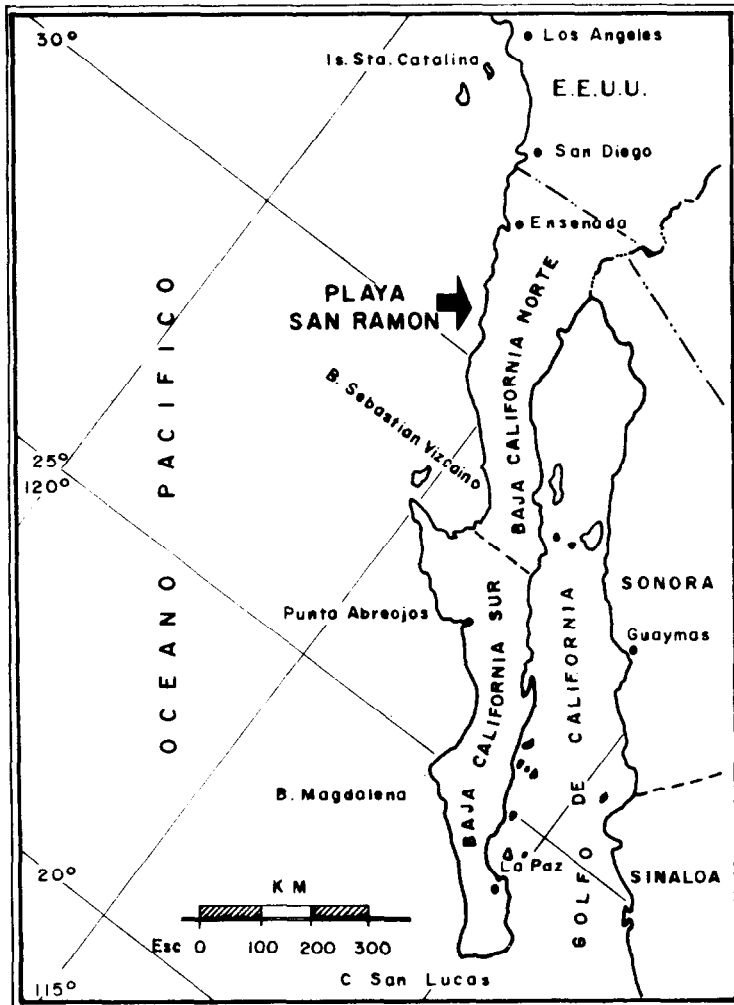 30°
Los Angeles
Is. Sta. Catalina
E.E.U.U.
San Diego
Ensenada
PLAYA
SAN RAMON
BAJA CALIFORNIA NORTE
B. Sebastian Vizcaino
OCEANO PACIFICO
25°
120°
SONORA
Punta Abreojos
BAJA CALIFORNIA SUR
Guaymas
GOLFO DE CALIFORNIA
B. Magdalena
La Paz
SINALOA
20°
KM
Esc 0 100 200 300
115°
C San Lucas